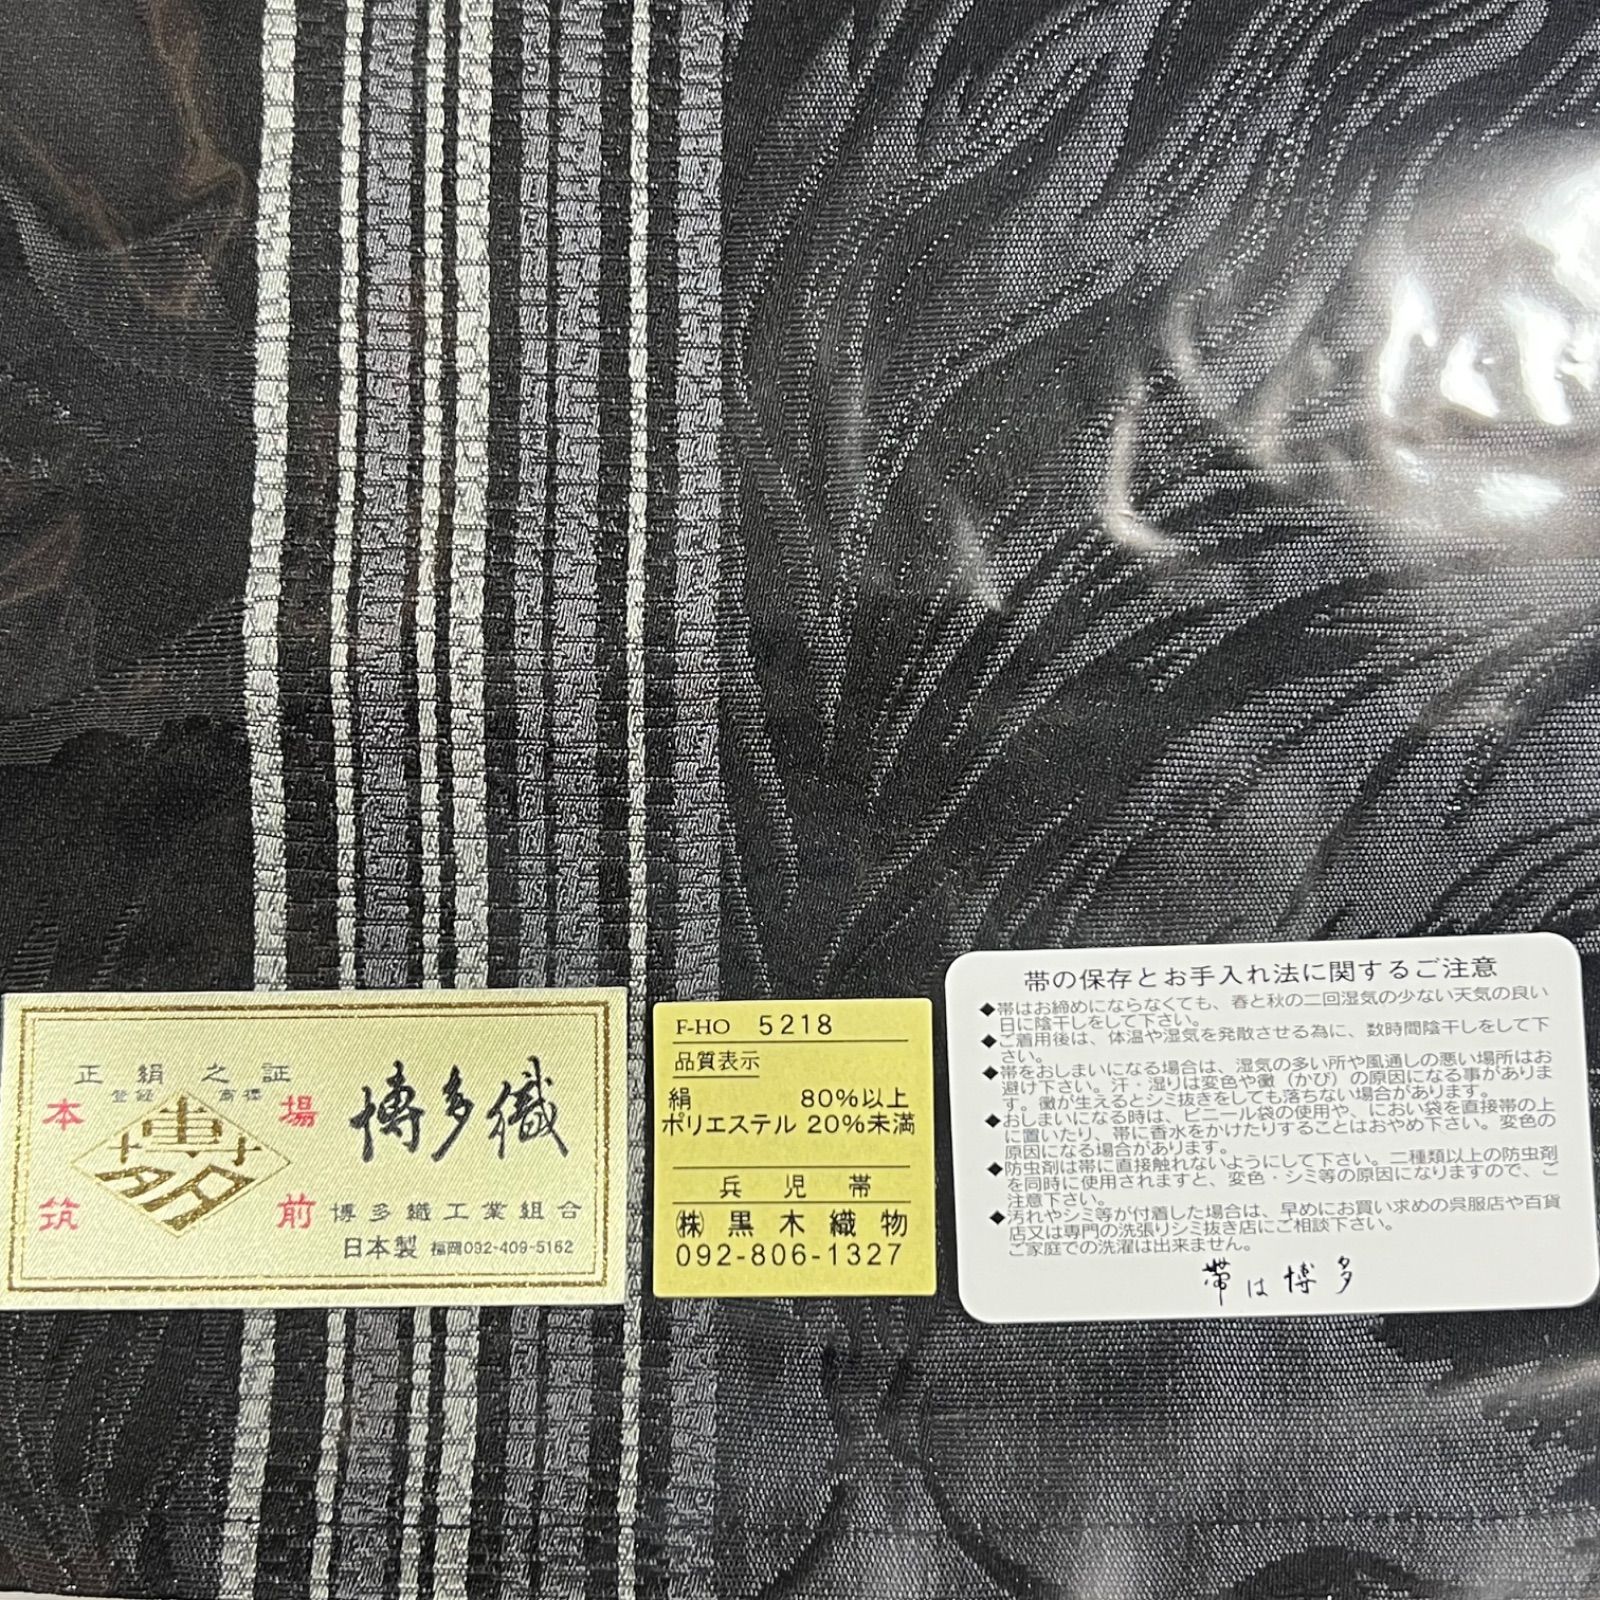 正絹之証
登録 商標
本場
筑前
博多
博多織
博多織工業組合
日本製 福岡092-409-5162
F-HO 5218
品質表示
絹 80%以上
ポリエステル 20%未満
兵児帯
㈱黒木織物
092-806-1327
帯の保存とお手入れ法に関するご注意
◆帯はお締めにならなくても、春と秋の二回湿気の少ない天気の良い
日に陰干しをして下さい。
◆ご着用後は、体温や湿気を発散させる為に、数時間陰干しをして下
さい。
◆帯をおしまいになる場合は、湿気の多い所や風通しの悪い場所はお
避け下さい。汗・湿りは変色や黴（かび）の原因になる事がありま
す。黴が生えるとシミ抜きをしても落ちない場合があります。
◆おしまいになる時は、ビニール袋の使用や、におい袋を直接帯の上
に置いたり、帯に香水をかけたりすることはおやめ下さい。変色の
原因になる場合があります。
◆防虫剤は帯に直接触れないようにして下さい。二種類以上の防虫剤
を同時に使用されますと、変色・シミ等の原因になりますので、ご
注意下さい。
◆汚れやシミ等が付着した場合は、早めにお買い求めの呉服店や百貨
店又は専門の洗張りシミ抜き店にご相談下さい。
ご家庭での洗濯は出来ません。
帯は博多